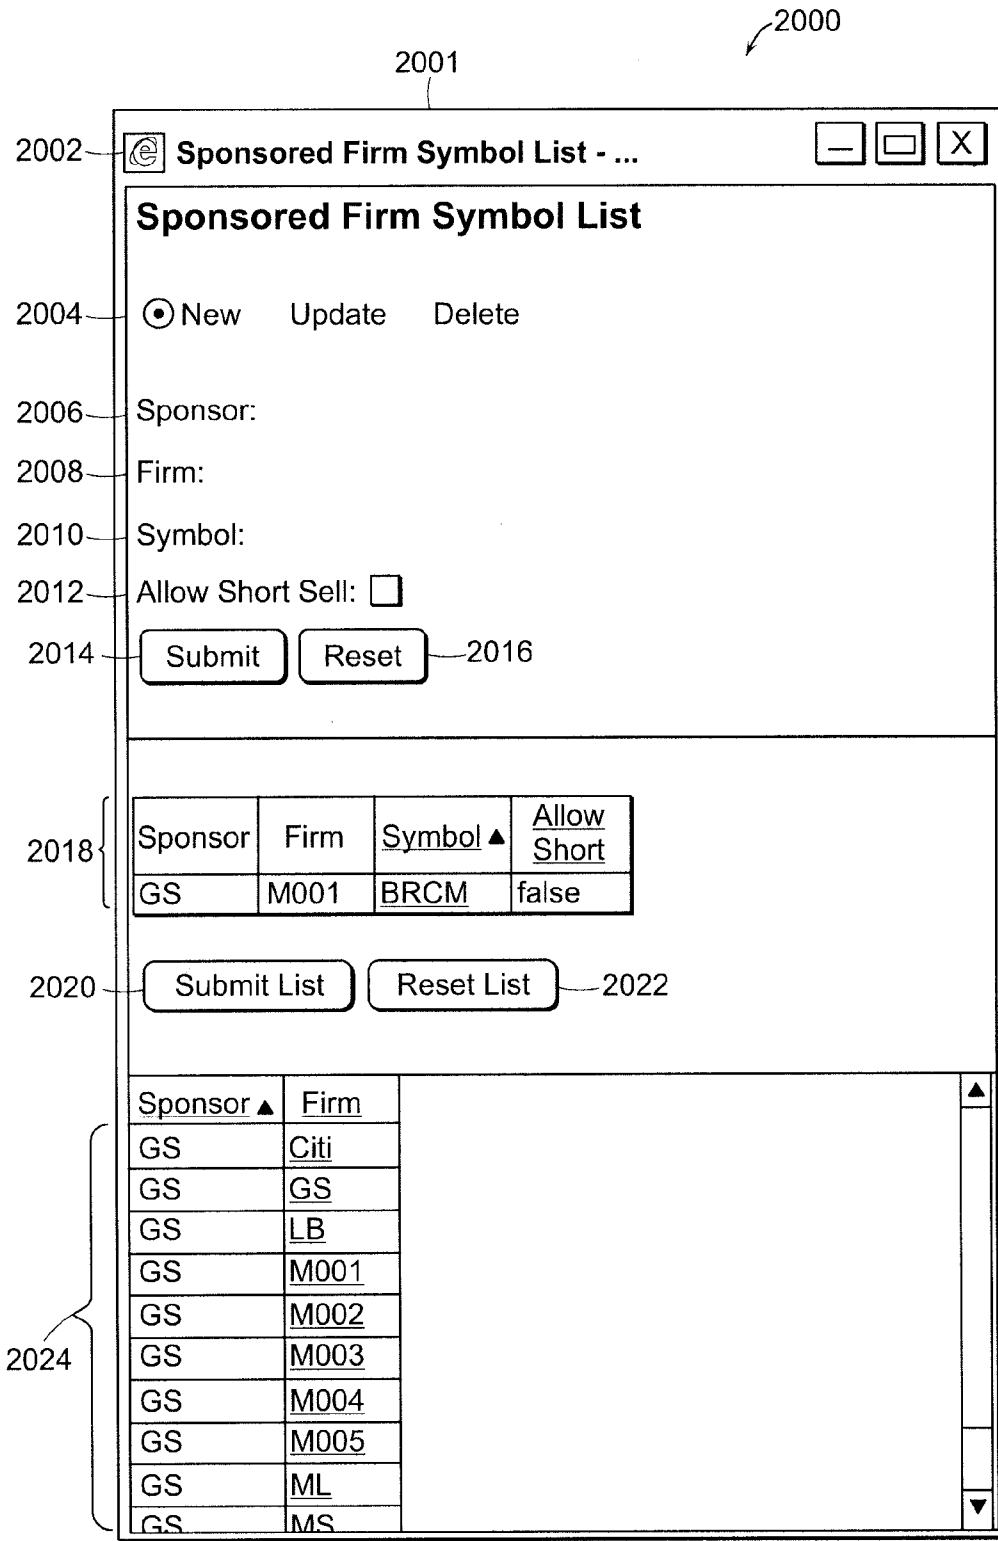 2000
2001
2002 e Sponsored Firm Symbol List - ... X
Sponsored Firm Symbol List
2004 New Update Delete
2006 Sponsor:
2008 Firm:
2010 Symbol:
2012 Allow Short Sell:
2014 Submit Reset 2016
2018
Sponsor Firm Symbol ▲ Allow Short
GS M001 BRCM false
2020 Submit List Reset List 2022
Sponsor ▲ Firm
GS Citi
GS GS
GS LB
GS M001
GS M002
2024
GS M003
GS M004
GS M005
GS ML
GS MS